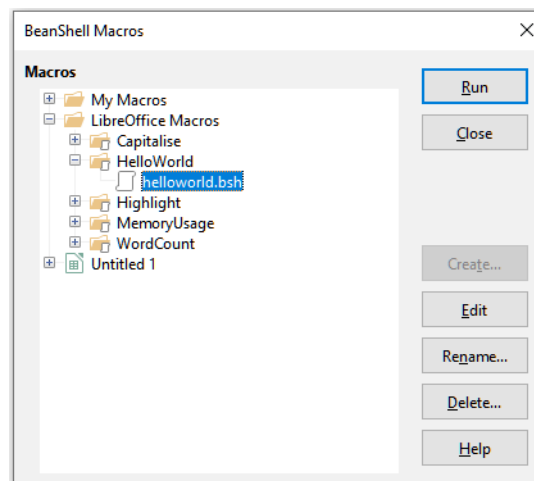 BeanShell Macros
Macros
My Macros
LibreOffice Macros
Capitalise
HelloWorld
helloworld.bsh
Highlight
MemoryUsage
WordCount
Untitled 1
Run
Close
Create...
Edit
Rename...
Delete...
Help